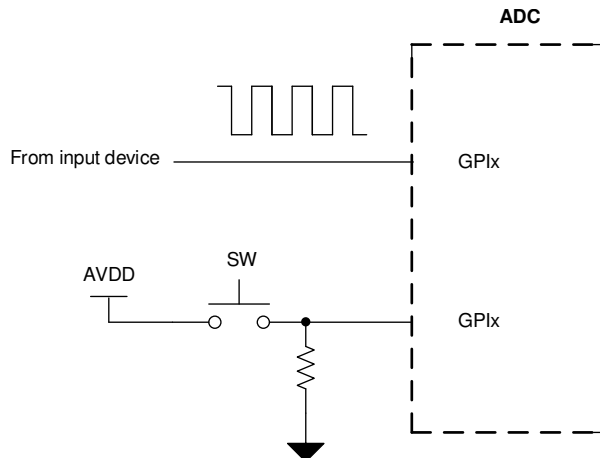 ADC
From input device
GPIx
SW
AVDD
GPIx